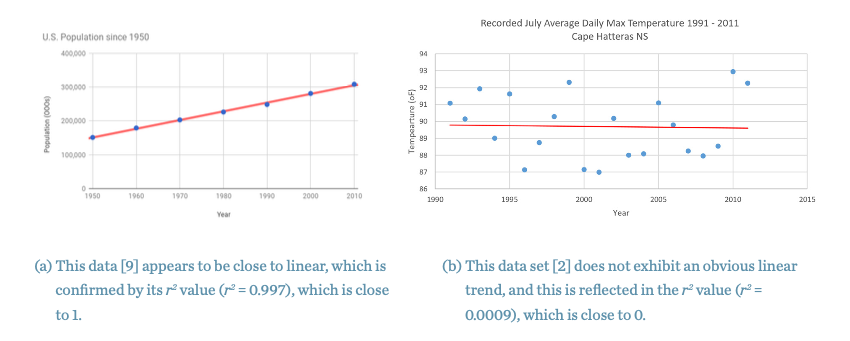 U.S. Population since 1950
400,000
300,000
200,000
100,000
0
Population (000s)
1950 1960 1970 1980 1990 2000 2010
Year
Recorded July Average Daily Max Temperature 1991 - 2011
Cape Hatteras NS
94
93
92
91
90
89
88
87
86
Tempearture (oF)
1990 1995 2000 2005 2010 2015
Year
(a) This data [9] appears to be close to linear, which is
confirmed by its r² value (r² = 0.997), which is close
to 1.
(b) This data set [2] does not exhibit an obvious linear
trend, and this is reflected in the r² value (r² =
0.0009), which is close to 0.